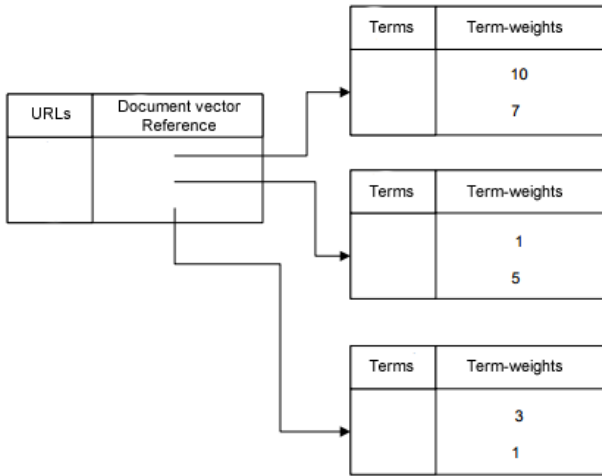 Terms Term-weights
10
7
URLs Document vector
Reference
Terms Term-weights
1
5
Terms Term-weights
3
1